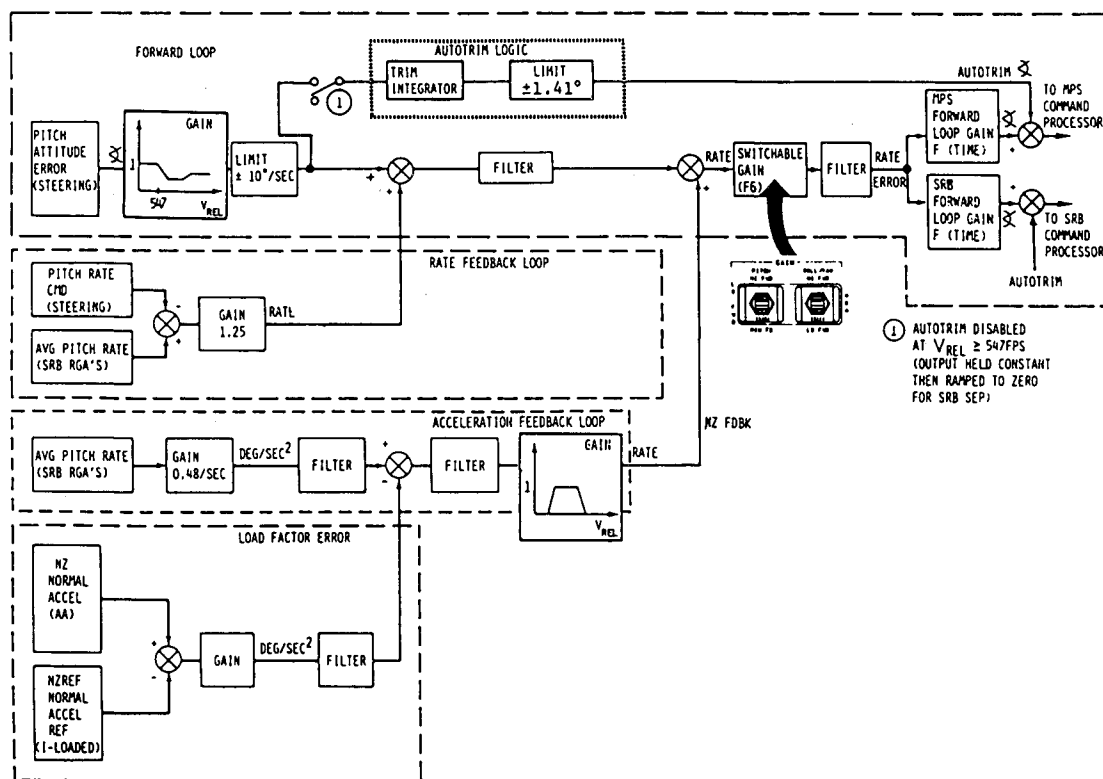 FORWARD LOOP
AUTOTRIM LOGIC
TRIM
INTEGRATOR
LIMIT
±1.41°
1
AUTOTRIM
TO MPS
COMMAND
PROCESSOR
PITCH
ATTITUDE
ERROR
(STEERING)
GAIN
1
547
VREL
LIMIT
± 10°/SEC
+
+
FILTER
+
RATE
SWITCHABLE
GAIN
(F6)
FILTER
RATE
ERROR
MPS
FORWARD
LOOP GAIN
F (TIME)
+
SRB
FORWARD
LOOP GAIN
F (TIME)
+
TO SRB
COMMAND
PROCESSOR
AUTOTRIM
GAIN
PITCH
RATE FEEDBACK LOOP
PITCH RATE
CMD
(STEERING)
-
+
AVG PITCH RATE
(SRB RGA'S)
GAIN
1.25
RATE
1 AUTOTRIM DISABLED
AT VREL ≥ 547FPS
(OUTPUT HELD CONSTANT
THEN RAMPED TO ZERO
FOR SRB SEP)
ACCELERATION FEEDBACK LOOP
NZ FDBK
AVG PITCH RATE
(SRB RGA'S)
GAIN
0.48/SEC
DEG/SEC2
FILTER
+
-
FILTER
GAIN
1
VREL
RATE
LOAD FACTOR ERROR
NZ
NORMAL
ACCEL
(AA)
+
-
GAIN
DEG/SEC2
FILTER
NZREF
NORMAL
ACCEL
REF
(I-LOADED)